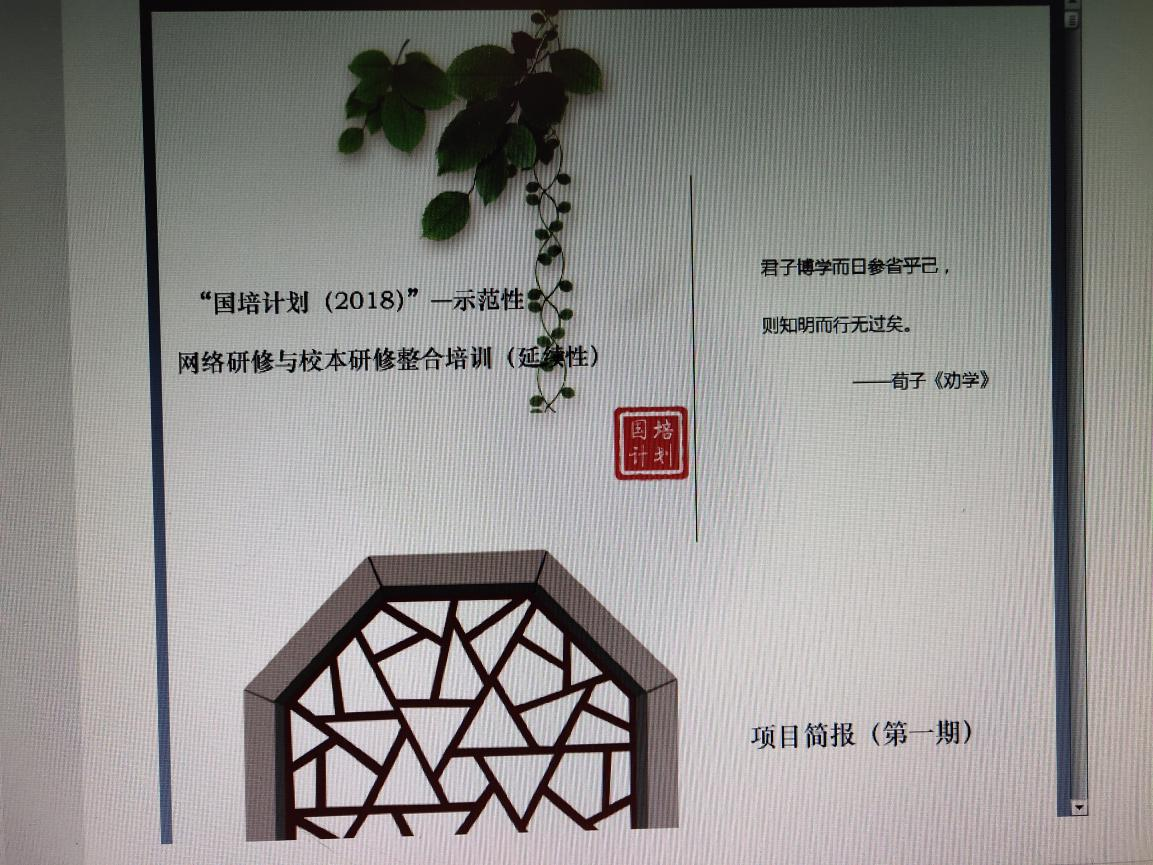 “国培计划（2018）”—示范性
网络研修与校本研修整合培训（延续性）
国培
计划
君子博学而日参省乎己，
则知明而行无过矣。
——荀子《劝学》
项目简报（第一期）